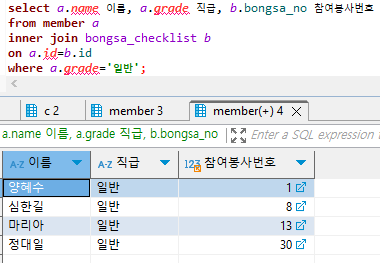 select a.name 이름, a.grade 직급, b.bongsa_no 참여봉사번호
from member a
inner join bongsa_checklist b
on a.id=b.id
where a.grade='일반';
c 2 member 3 member(+) 4
a.name 이름, a.grade 직급, b.bongsa_no Enter a SQL expression to
A-Z 이름 A-Z 직급 123 참여봉사번호
양혜수 일반 1
심한길 일반 8
마리아 일반 13
정대일 일반 30